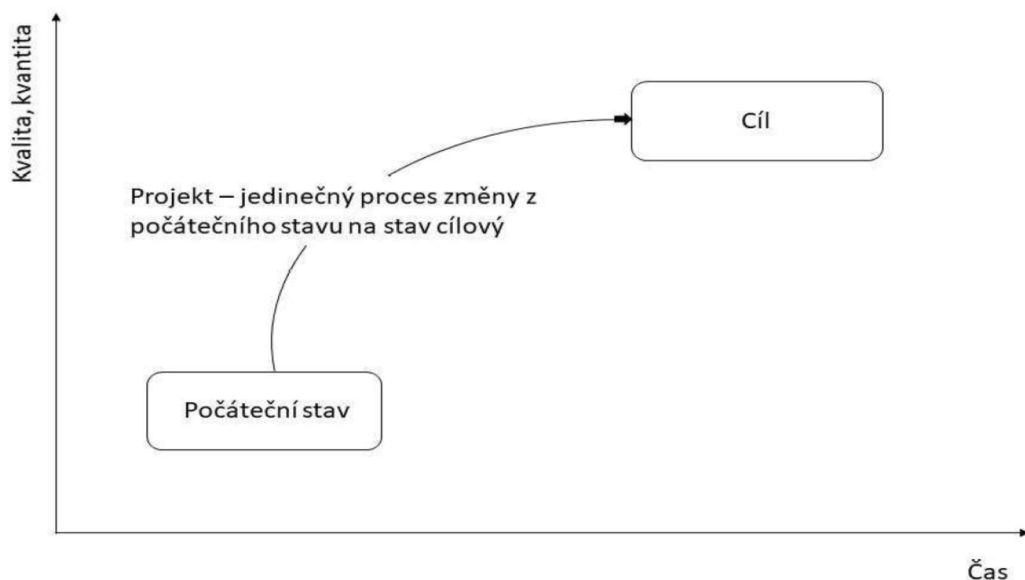 Kvalita, kvantita
Cíl
Projekt – jedinečný proces změny z
počátečního stavu na stav cílový
Počáteční stav
Čas